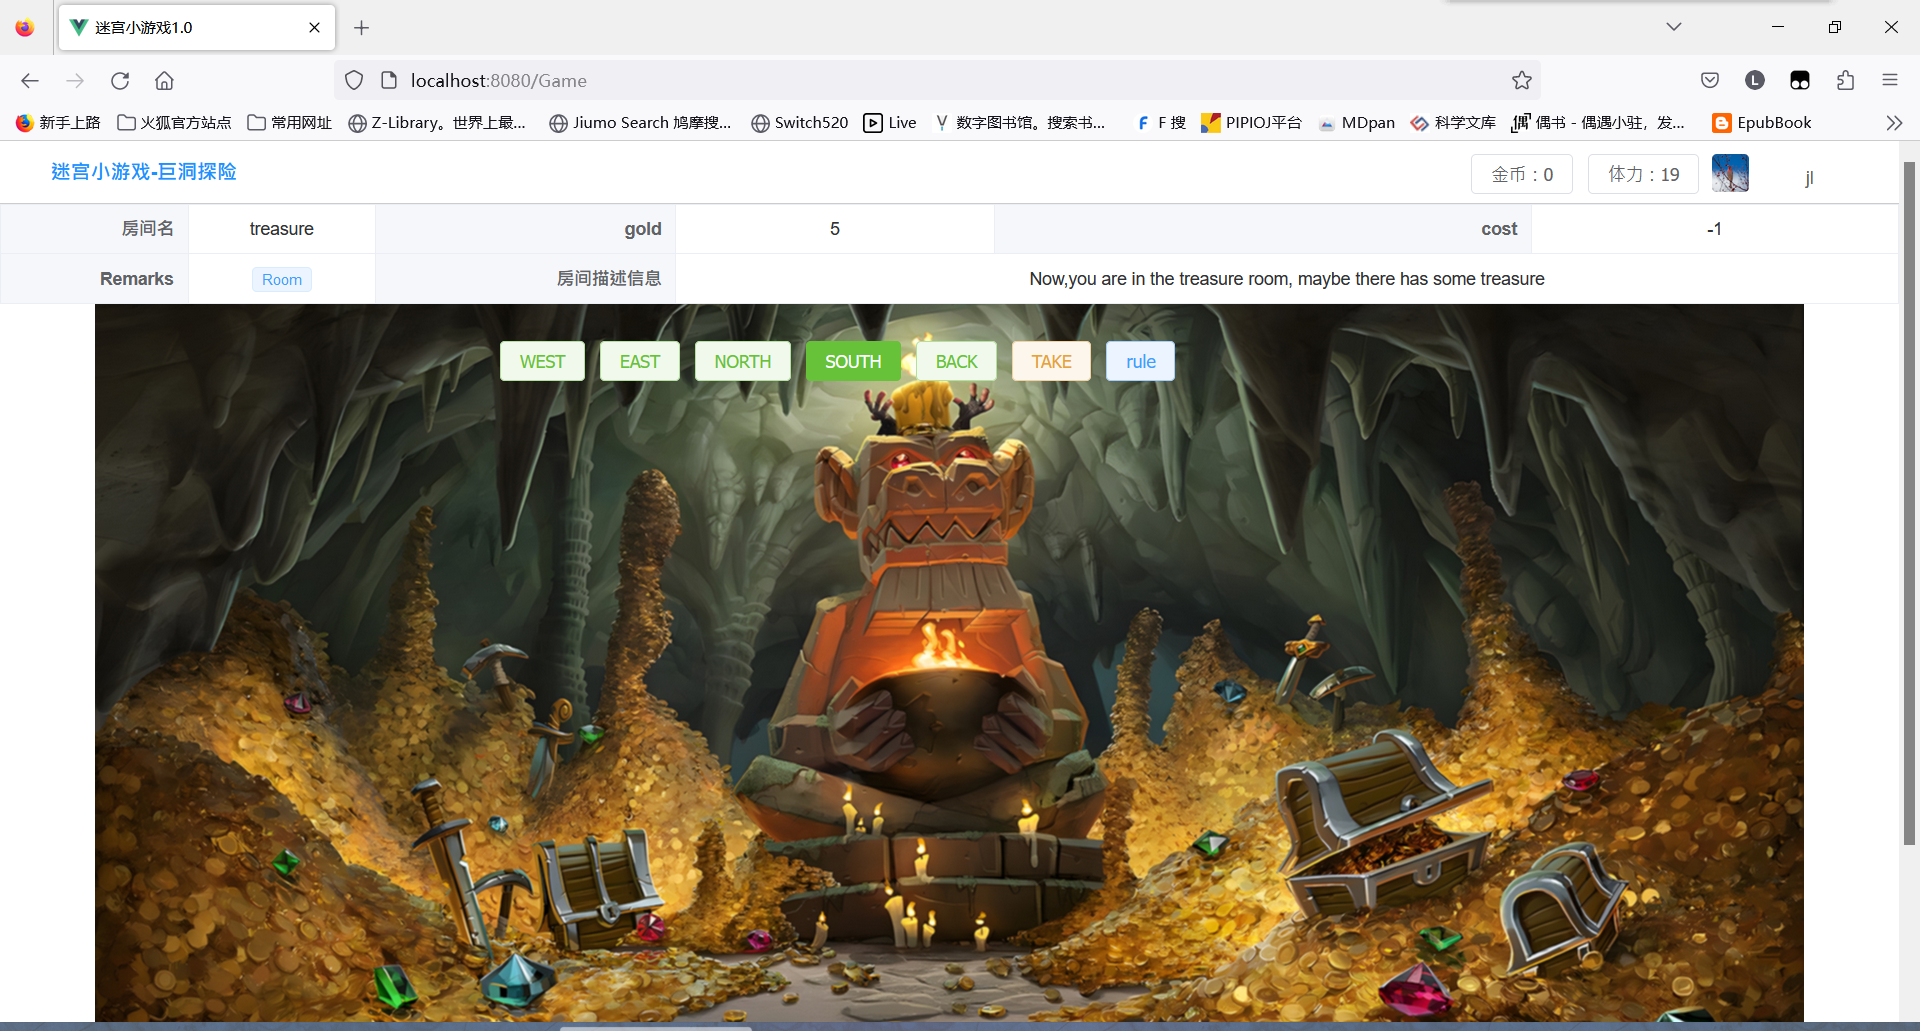 迷宫小游戏1.0
localhost:8080/Game
L
新手上路 火狐官方站点 常用网址 Z-Library。世界上最... Jiumo Search 鸠摩搜... Switch520 Live 数字图书馆。搜索书... F 搜 PIPIOJ平台 MDpan 科学文库 偶书 - 偶遇小驻，发... EpubBook
迷宫小游戏-巨洞探险 金币：0 体力：19 jl
房间名 treasure gold 5 cost -1
Remarks Room 房间描述信息 Now,you are in the treasure room, maybe there has some treasure
WEST EAST NORTH SOUTH BACK TAKE rule